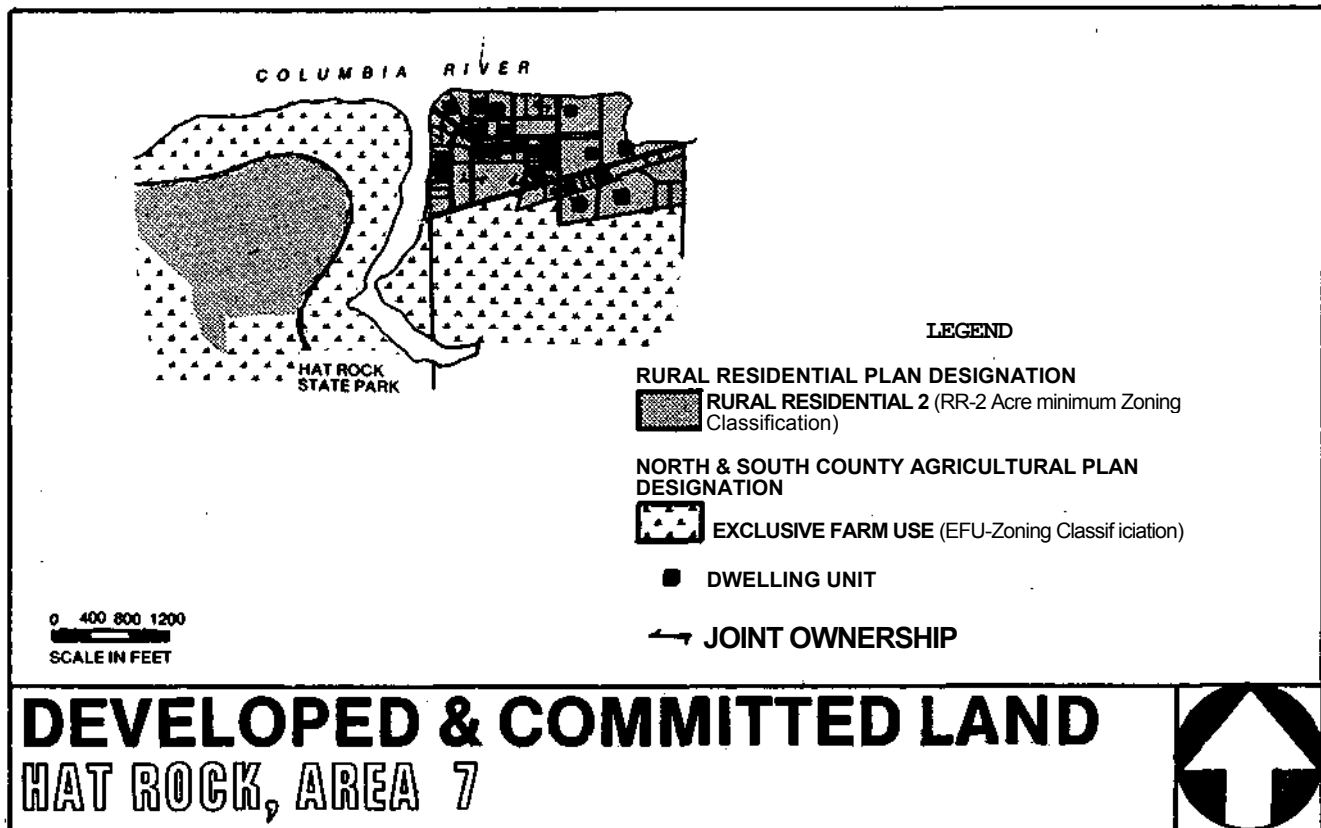 COLUMBIA RIVER
HAT ROCK
STATE PARK
LEGEND
RURAL RESIDENTIAL PLAN DESIGNATION
RURAL RESIDENTIAL 2 (RR-2 Acre minimum Zoning
Classification)
NORTH & SOUTH COUNTY AGRICULTURAL PLAN
DESIGNATION
EXCLUSIVE FARM USE (EFU-Zoning Classif iciation)
DWELLING UNIT
JOINT OWNERSHIP
0 400 800 1200
SCALE IN FEET
DEVELOPED & COMMITTED LAND
HAT ROCK, AREA 7